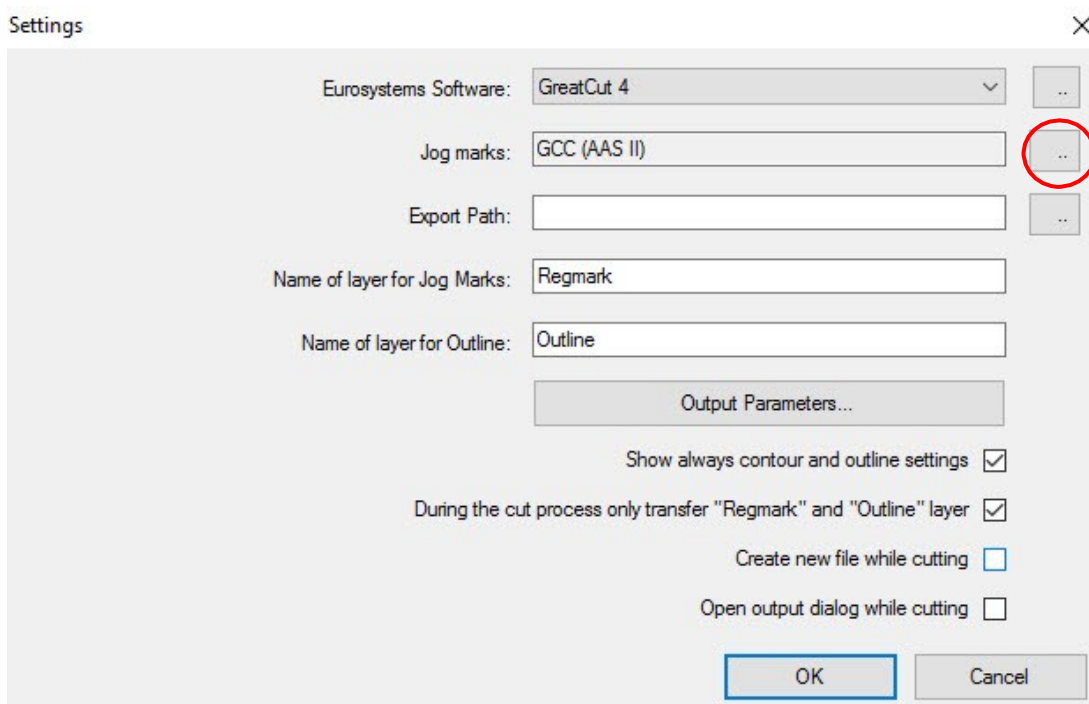 Settings
Eurosystems Software: GreatCut 4 ..
Jog marks: GCC (AAS II) ..
Export Path: ..
Name of layer for Jog Marks: Regmark
Name of layer for Outline: Outline
Output Parameters...
Show always contour and outline settings
During the cut process only transfer "Regmark" and "Outline" layer
Create new file while cutting
Open output dialog while cutting
OK Cancel